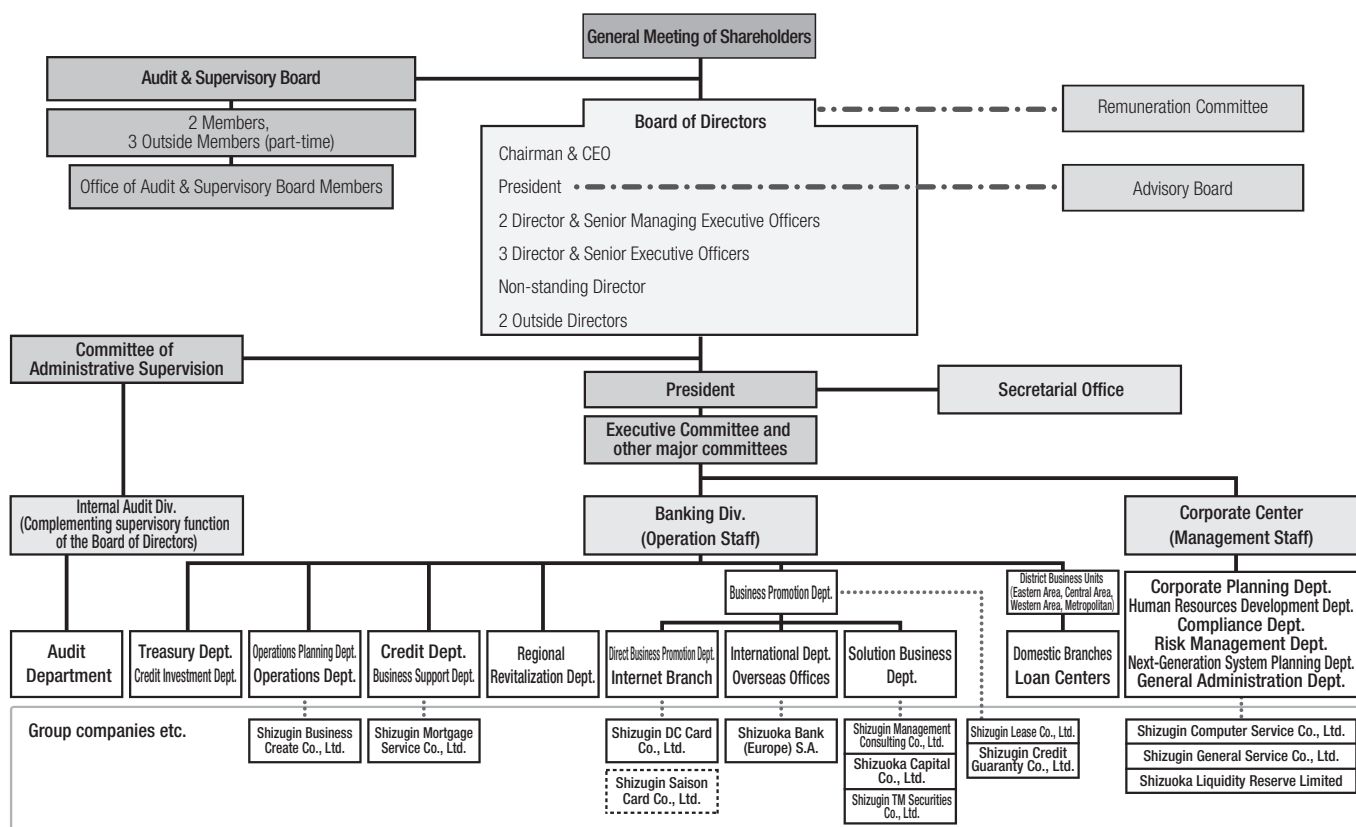 General Meeting of Shareholders
Audit & Supervisory Board
2 Members,
3 Outside Members (part-time)
Office of Audit & Supervisory Board Members
Board of Directors
Chairman & CEO
President
2 Director & Senior Managing Executive Officers
3 Director & Senior Executive Officers
Non-standing Director
2 Outside Directors
Remuneration Committee
Advisory Board
Committee of
Administrative Supervision
President
Secretarial Office
Executive Committee and
other major committees
Internal Audit Div.
(Complementing supervisory function
of the Board of Directors)
Banking Div.
(Operation Staff)
Corporate Center
(Management Staff)
Business Promotion Dept.
District Business Units
(Eastern Area, Central Area,
Western Area, Metropolitan)
Audit
Department
Treasury Dept.
Credit Investment Dept.
Operations Planning Dept.
Operations Dept.
Credit Dept.
Business Support Dept.
Regional
Revitalization Dept.
Direct Business Promotion Dept.
Internet Branch
International Dept.
Overseas Offices
Solution Business
Dept.
Domestic Branches
Loan Centers
Corporate Planning Dept.
Human Resources Development Dept.
Compliance Dept.
Risk Management Dept.
Next-Generation System Planning Dept.
General Administration Dept.
Group companies etc.
Shizugin Business
Create Co., Ltd.
Shizugin Mortgage
Service Co., Ltd.
Shizugin DC Card
Co., Ltd.
Shizugin Saison
Card Co., Ltd.
Shizuoka Bank
(Europe) S.A.
Shizugin Management
Consulting Co., Ltd.
Shizuoka Capital
Co., Ltd.
Shizugin TM Securities
Co., Ltd.
Shizugin Lease Co., Ltd.
Shizugin Credit
Guaranty Co., Ltd.
Shizugin Computer Service Co., Ltd.
Shizugin General Service Co., Ltd.
Shizuoka Liquidity Reserve Limited